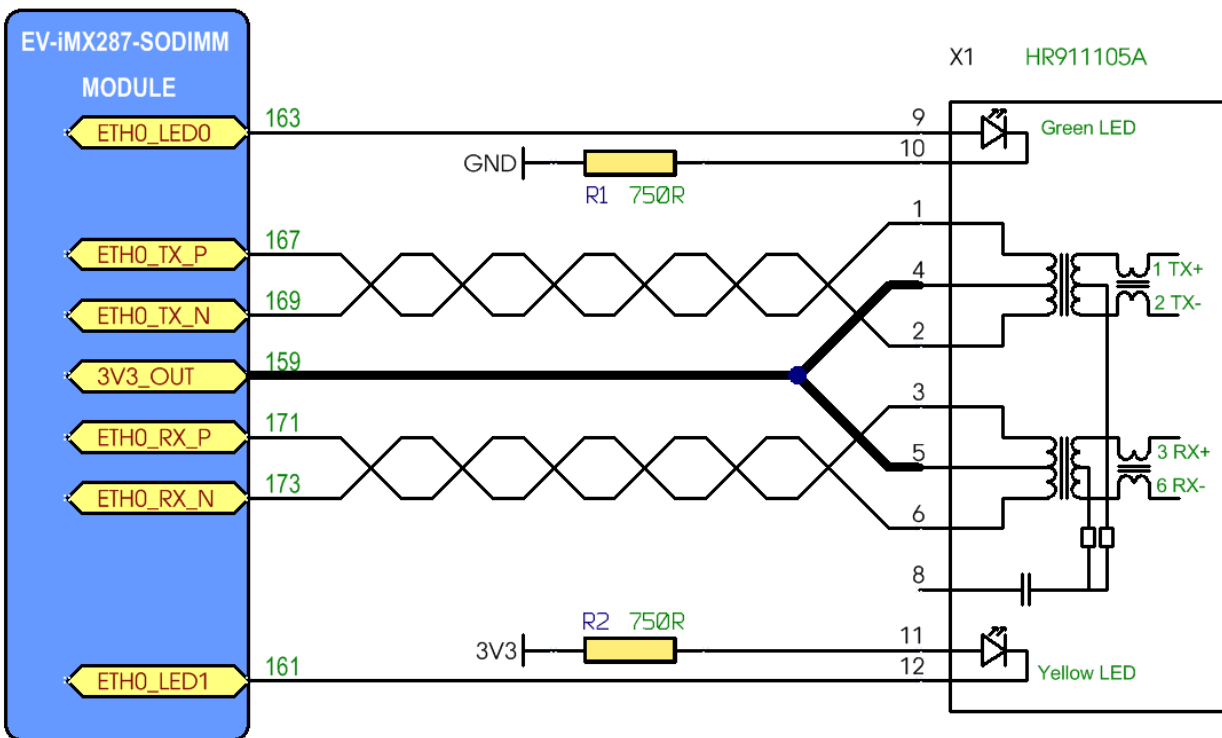 EV-iMX287-SODIMM
MODULE
X1 HR911105A
ETH0_LED0 163 9 Green LED
GND 10
R1 750R
ETH0_TX_P 167 1
4 1 TX+
ETH0_TX_N 169 2 2 TX-
3V3_OUT 159
3
ETH0_RX_P 171
5 3 RX+
ETH0_RX_N 173 6 RX-
6
8
R2 750R
3V3 11
ETH0_LED1 161 12 Yellow LED